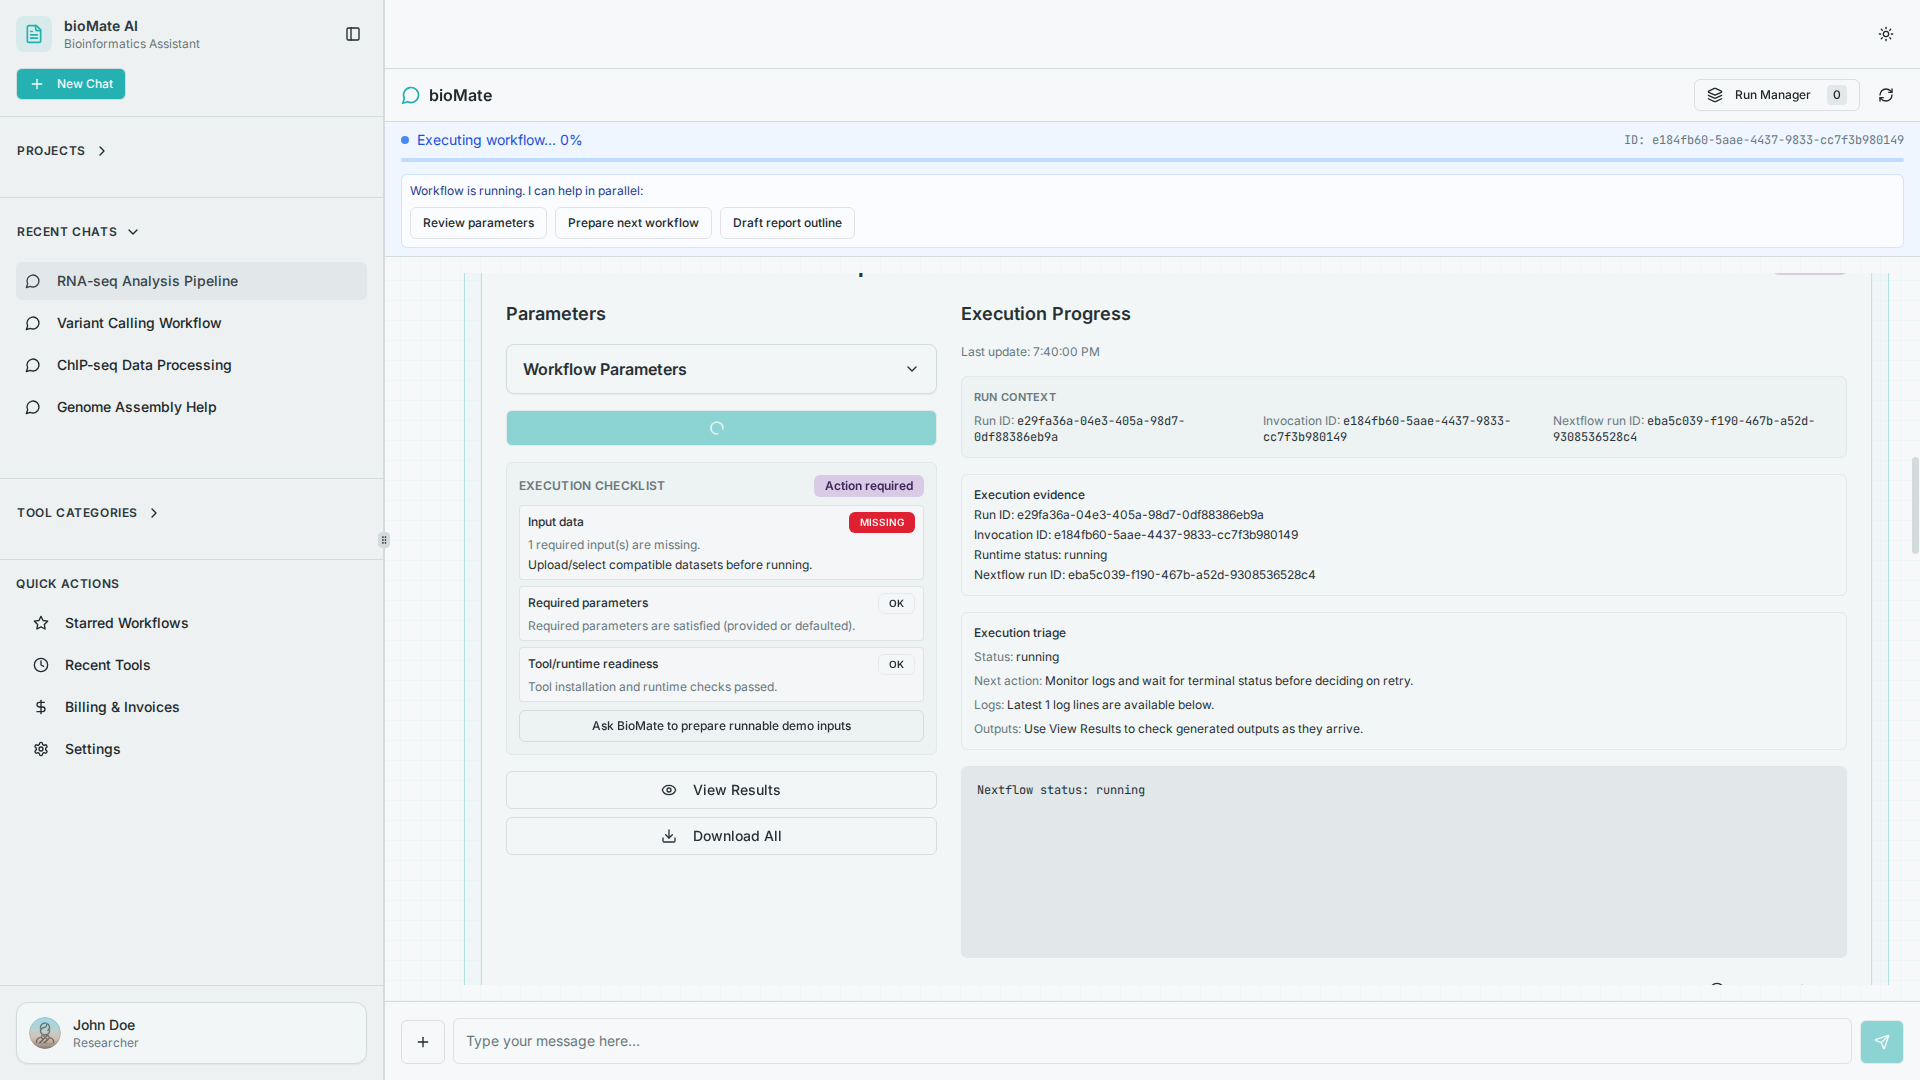 bioMate AI
Bioinformatics Assistant
New Chat
PROJECTS
RECENT CHATS
RNA-seq Analysis Pipeline
Variant Calling Workflow
ChIP-seq Data Processing
Genome Assembly Help
TOOL CATEGORIES
QUICK ACTIONS
Starred Workflows
Recent Tools
Billing & Invoices
Settings
John Doe
Researcher
bioMate
Run Manager 0
Executing workflow... 0%
ID: e184fb60-5aae-4437-9833-cc7f3b980149
Workflow is running. I can help in parallel:
Review parameters
Prepare next workflow
Draft report outline
Parameters
Workflow Parameters
EXECUTION CHECKLIST
Action required
Input data
MISSING
1 required input(s) are missing.
Upload/select compatible datasets before running.
Required parameters
OK
Required parameters are satisfied (provided or defaulted).
Tool/runtime readiness
OK
Tool installation and runtime checks passed.
Ask BioMate to prepare runnable demo inputs
View Results
Download All
Execution Progress
Last update: 7:40:00 PM
RUN CONTEXT
Run ID: e29fa36a-04e3-405a-98d7-
0df88386eb9a
Invocation ID: e184fb60-5aae-4437-9833-
cc7f3b980149
Nextflow run ID: eba5c039-f190-467b-a52d-
9308536528c4
Execution evidence
Run ID: e29fa36a-04e3-405a-98d7-0df88386eb9a
Invocation ID: e184fb60-5aae-4437-9833-cc7f3b980149
Runtime status: running
Nextflow run ID: eba5c039-f190-467b-a52d-9308536528c4
Execution triage
Status: running
Next action: Monitor logs and wait for terminal status before deciding on retry.
Logs: Latest 1 log lines are available below.
Outputs: Use View Results to check generated outputs as they arrive.
Nextflow status: running
Type your message here...